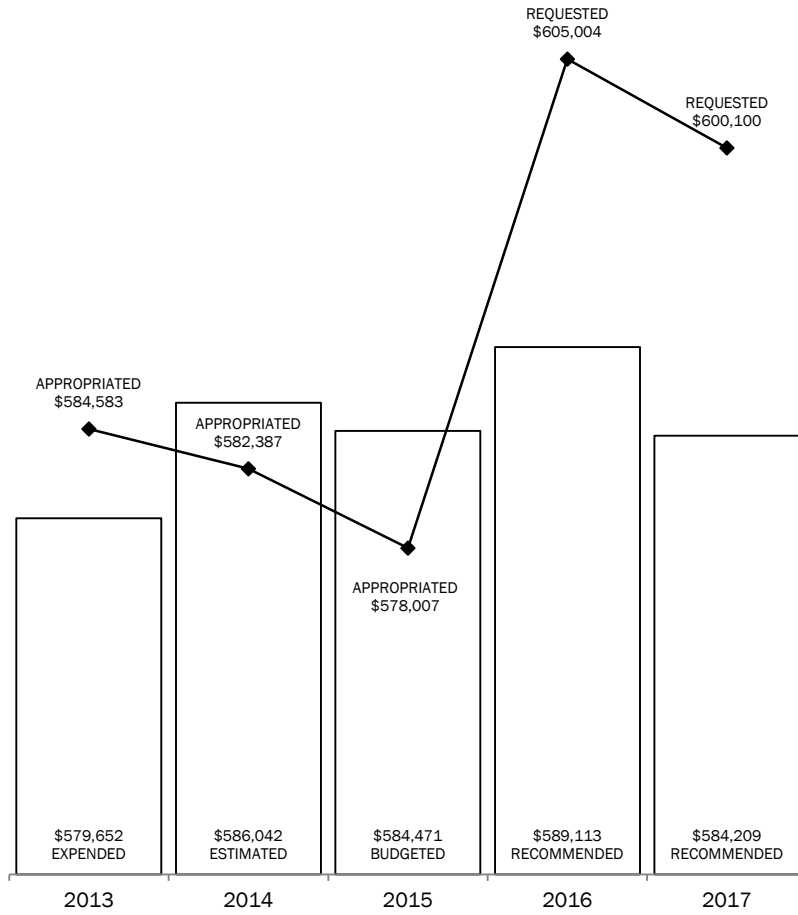 REQUESTED
$605,004
REQUESTED
$600,100
APPROPRIATED
$584,583
APPROPRIATED
$582,387
APPROPRIATED
$578,007
$579,652
EXPENDED
$586,042
ESTIMATED
$584,471
BUDGETED
$589,113
RECOMMENDED
$584,209
RECOMMENDED
2013
2014
2015
2016
2017